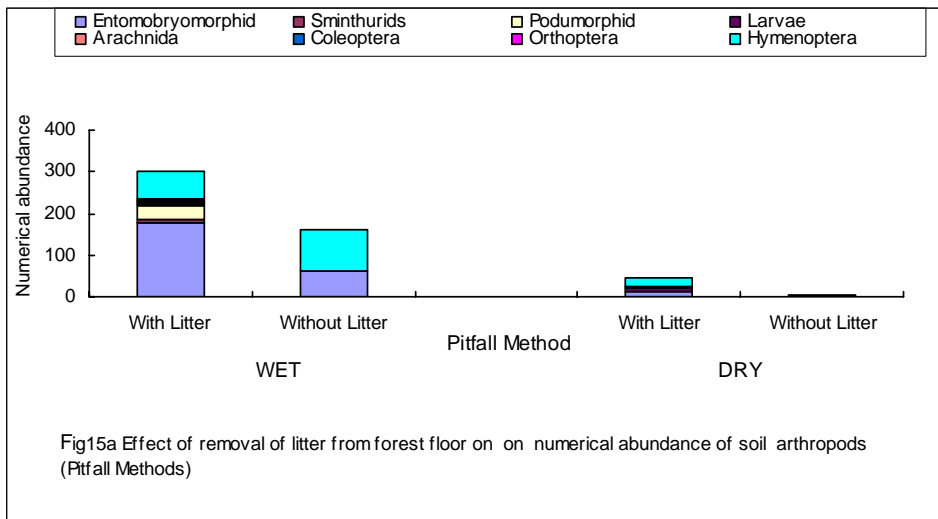 Entomobryomorphid Sminthurids Podumorphid Larvae
Arachnida Coleoptera Orthoptera Hymenoptera
Numerical abundance
400
300
200
100
0
With Litter Without Litter With Litter Without Litter
Pitfall Method
WET DRY
Fig15a Effect of removal of litter from forest floor on on numerical abundance of soil arthropods
(Pitfall Methods)